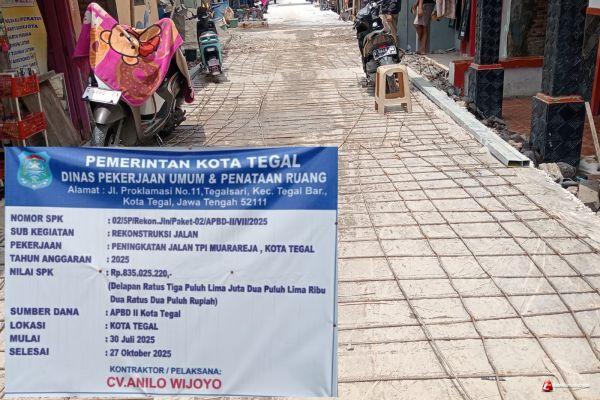 PEMERINTAN KOTA TEGAL
DINAS PEKERJAAN UMUM & PENATAAN RUANG
Alamat : Jl. Proklamasi No.11,Tegalsari, Kec. Tegal Bar.,
Kota Tegal, Jawa Tengah 52111
NOMOR SPK : 02/SP/Rekon.Jln/Paket-02/APBD-II/VII/2025
SUB KEGIATAN : REKONSTRUKSI JALAN
PEKERJAAN : PENINGKATAN JALAN TPI MUARAREJA , KOTA TEGAL
TAHUN ANGGARAN : 2025
NILAI SPK : Rp.835.025.220,-
(Delapan Ratus Tiga Puluh Lima Juta Dua Puluh Lima Ribu
Dua Ratus Dua Puluh Rupiah)
SUMBER DANA : APBD II Kota Tegal
LOKASI : KOTA TEGAL
MULAI : 30 Juli 2025
SELESAI : 27 Oktober 2025
KONTRAKTOR / PELAKSANA:
CV.ANILO WIJOYO